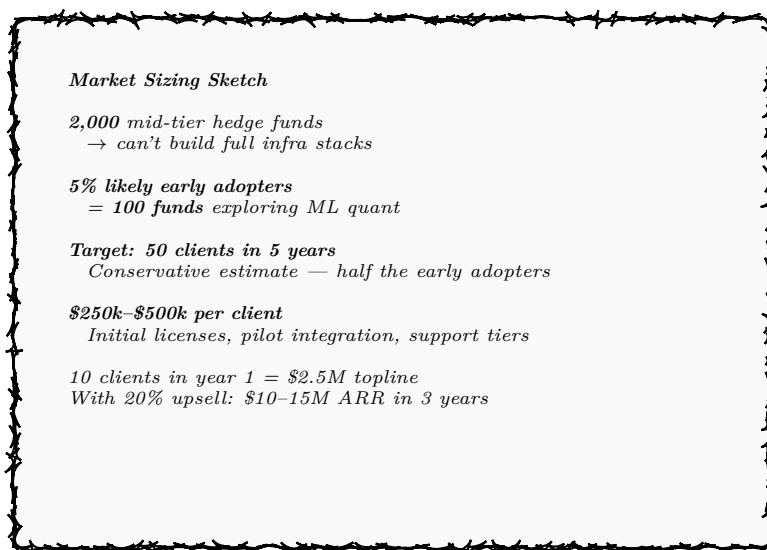 Market Sizing Sketch
2,000 mid-tier hedge funds
→ can't build full infra stacks
5% likely early adopters
= 100 funds exploring ML quant
Target: 50 clients in 5 years
Conservative estimate — half the early adopters
$250k–$500k per client
Initial licenses, pilot integration, support tiers
10 clients in year 1 = $2.5M topline
With 20% upsell: $10–15M ARR in 3 years